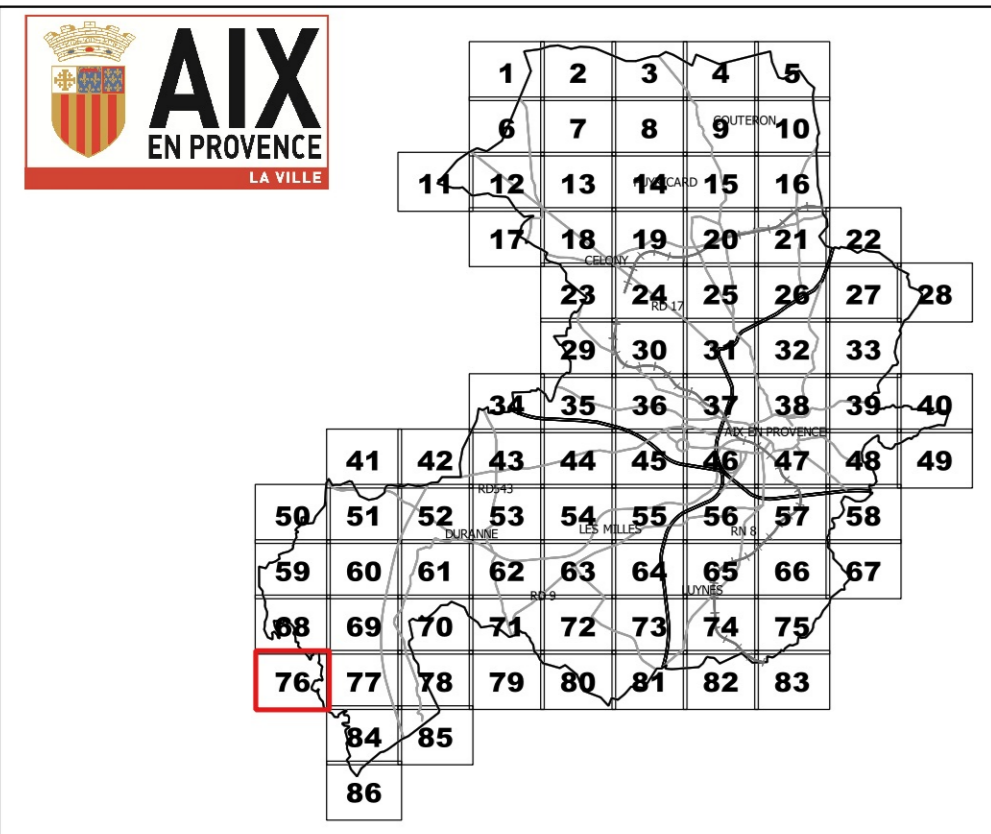 AIX
EN PROVENCE
LA VILLE
1 2 3 4 5
COUTERON
6 7 8 9 10
11 12 13 14 15 16
PUYRICARD
17 18 19 20 21 22
CELONY
23 24 25 26 27 28
RD 17
29 30 31 32 33
34 35 36 37 38 39 40
AIX EN PROVENCE
41 42 43 44 45 46 47 48 49
RD543
50 51 52 53 54 55 56 57 58
DURANNE LES MILLES RN 8
59 60 61 62 63 64 65 66 67
RD 9 LUYNES
68 69 70 71 72 73 74 75
76 77 78 79 80 81 82 83
84 85
86